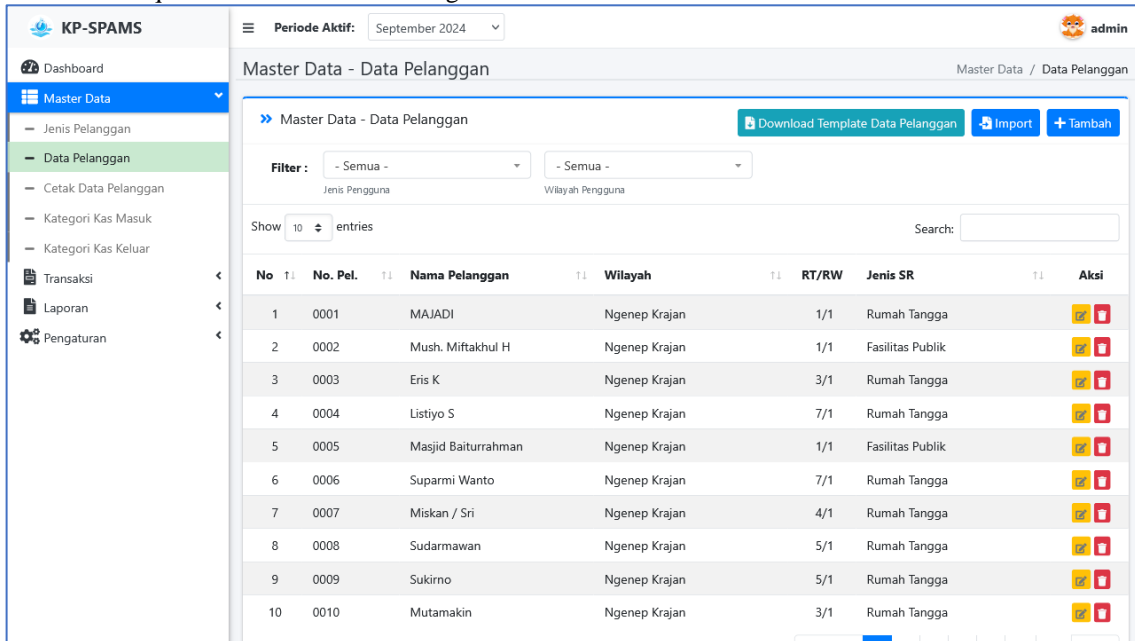 KP-SPAMS
Periode Aktif: September 2024
admin
Dashboard
Master Data
Jenis Pelanggan
Data Pelanggan
Cetak Data Pelanggan
Kategori Kas Masuk
Kategori Kas Keluar
Transaksi
Laporan
Pengaturan
Master Data - Data Pelanggan
Master Data / Data Pelanggan
Master Data - Data Pelanggan
Download Template Data Pelanggan Import + Tambah
Filter : - Semua - - Semua -
Jenis Pengguna Wilayah Pengguna
Show 10 entries Search:
No No. Pel. Nama Pelanggan Wilayah RT/RW Jenis SR Aksi
1 0001 MAJADI Ngenep Krajan 1/1 Rumah Tangga
2 0002 Mush. Miftakhul H Ngenep Krajan 1/1 Fasilitas Publik
3 0003 Eris K Ngenep Krajan 3/1 Rumah Tangga
4 0004 Listiyo S Ngenep Krajan 7/1 Rumah Tangga
5 0005 Masjid Baiturrahman Ngenep Krajan 1/1 Fasilitas Publik
6 0006 Suparmi Wanto Ngenep Krajan 7/1 Rumah Tangga
7 0007 Miskan / Sri Ngenep Krajan 4/1 Rumah Tangga
8 0008 Sudarmawan Ngenep Krajan 5/1 Rumah Tangga
9 0009 Sukirno Ngenep Krajan 5/1 Rumah Tangga
10 0010 Mutamakin Ngenep Krajan 3/1 Rumah Tangga